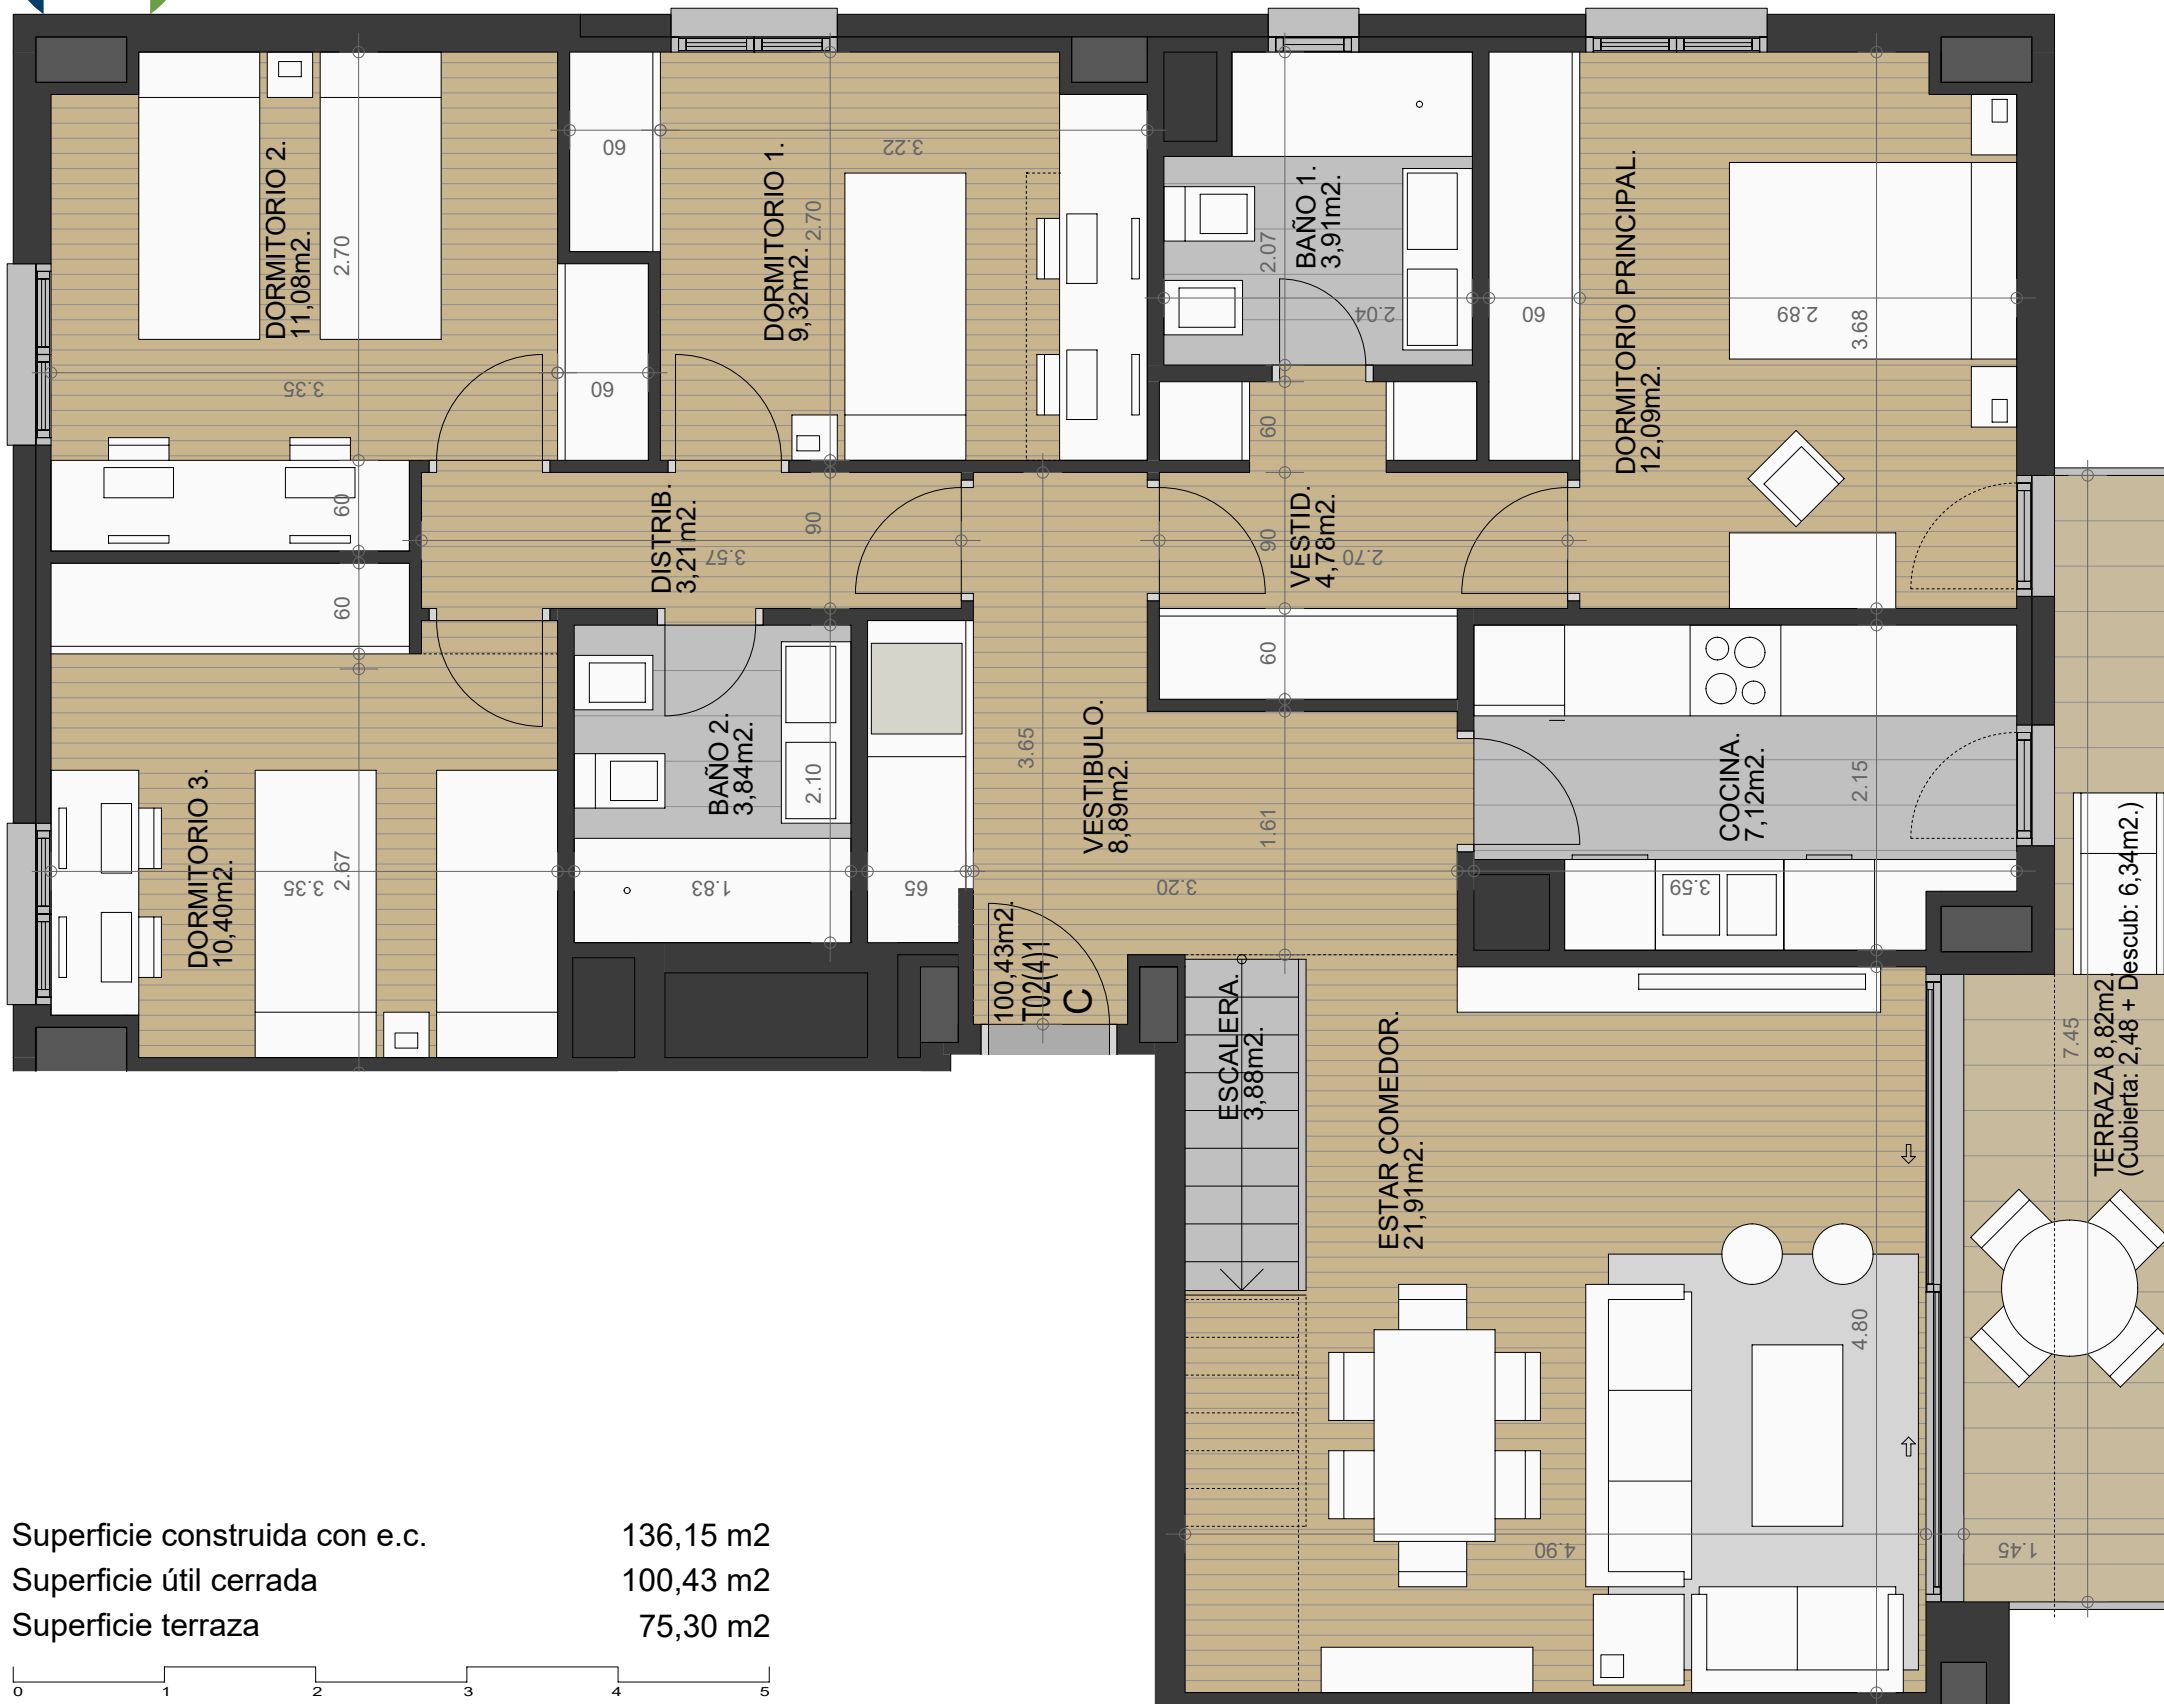 DORMITORIO 2.
11,08m2.
2.70
3.35
60
60
60
DORMITORIO 1.
9,32m2.
2.70
3.22
BAÑO 1.
3,91m2.
2.07
2.04
60
DORMITORIO PRINCIPAL.
12,09m2.
2.89
3.68
60
DISTRIB.
3,21m2.
3.57
90
VESTID.
4,78m2.
60
90
2.70
60
60
DORMITORIO 3.
10,40m2.
3.35
2.67
BAÑO 2.
3,84m2.
2.10
1.83
65
VESTIBULO.
8,89m2.
3.65
3.20
1.61
COCINA.
7,12m2.
2.15
3.59
100,43m2.
T02(4)1
C
ESCALERA.
3,88m2.
ESTAR COMEDOR.
21,91m2.
4.80
4.90
TERRAZA 8,82m2.
(Cubierta: 2,48 + Descub: 6,34m2.)
7.45
1.45
Superficie construida con e.c. 136,15 m2
Superficie útil cerrada 100,43 m2
Superficie terraza 75,30 m2
0 1 2 3 4 5